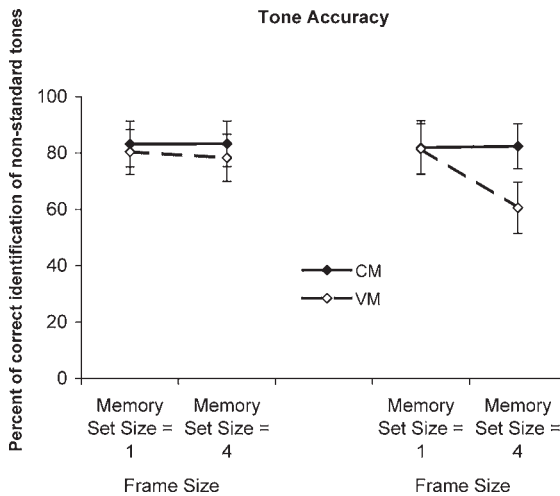 Tone Accuracy
Percent of correct identification of non-standard tones
100
80
60
40
20
0
CM
VM
Memory Memory Memory Memory
Set Size = Set Size = Set Size = Set Size =
1 4 1 4
Frame Size Frame Size